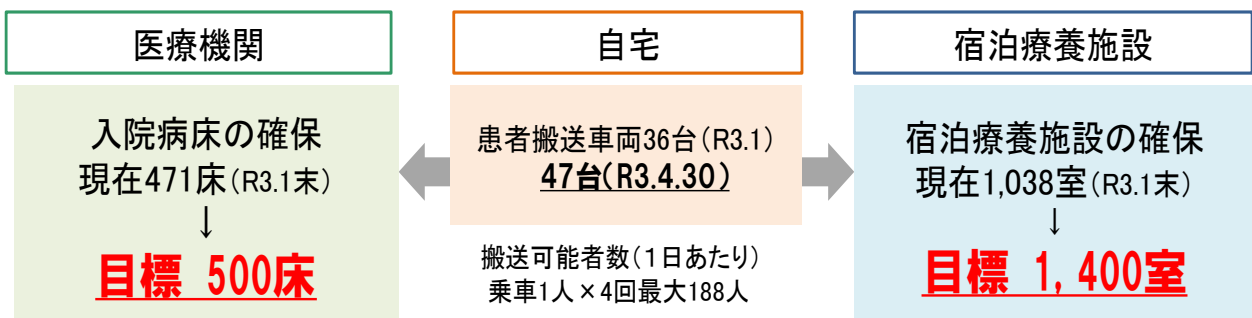 医療機関
入院病床の確保
現在471床(R3.1末)
↓
目標 500床
自宅
患者搬送車両36台(R3.1)
47台(R3.4.30)
搬送可能者数(1日あたり)
乗車1人×4回最大188人
宿泊療養施設
宿泊療養施設の確保
現在1,038室(R3.1末)
↓
目標 1,400室